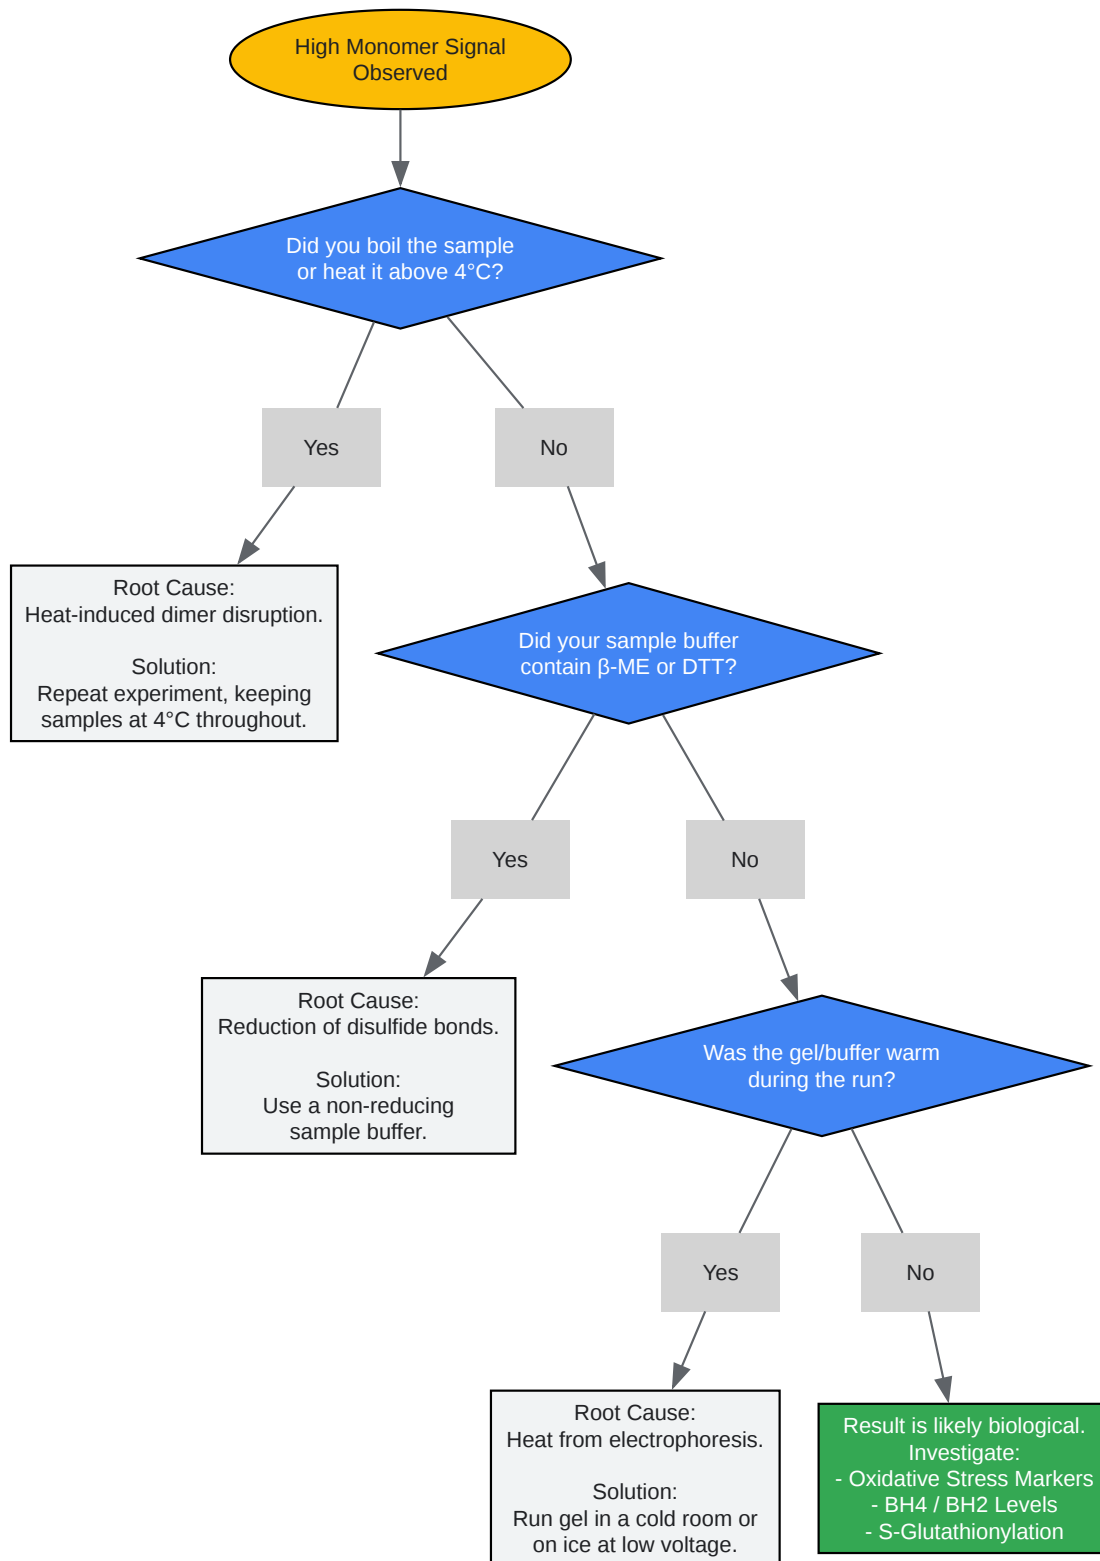 High Monomer Signal
Observed
Did you boil the sample
or heat it above 4°C?
Yes
No
Root Cause:
Heat-induced dimer disruption.
Solution:
Repeat experiment, keeping
samples at 4°C throughout.
Did your sample buffer
contain β-ME or DTT?
Yes
No
Root Cause:
Reduction of disulfide bonds.
Solution:
Use a non-reducing
sample buffer.
Was the gel/buffer warm
during the run?
Yes
No
Root Cause:
Heat from electrophoresis.
Solution:
Run gel in a cold room or
on ice at low voltage.
Result is likely biological.
Investigate:
- Oxidative Stress Markers
- BH4 / BH2 Levels
- S-Glutathionylation